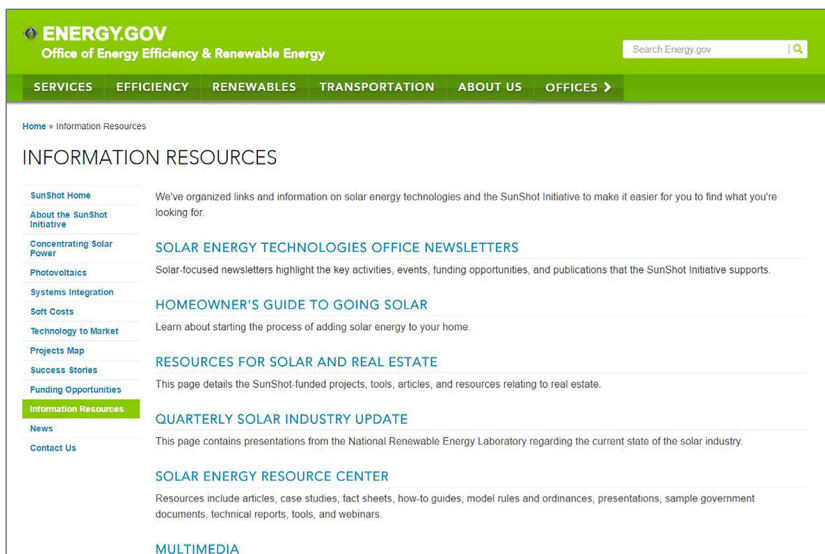 ENERGY.GOV
Office of Energy Efficiency & Renewable Energy
Search Energy.gov
SERVICES EFFICIENCY RENEWABLES TRANSPORTATION ABOUT US OFFICES
Home » Information Resources
INFORMATION RESOURCES
SunShot Home
About the SunShot
Initiative
Concentrating Solar
Power
Photovoltaics
Systems Integration
Soft Costs
Technology to Market
Projects Map
Success Stories
Funding Opportunities
Information Resources
News
Contact Us
We've organized links and information on solar energy technologies and the SunShot Initiative to make it easier for you to find what you're
looking for.
SOLAR ENERGY TECHNOLOGIES OFFICE NEWSLETTERS
Solar-focused newsletters highlight the key activities, events, funding opportunities, and publications that the SunShot Initiative supports.
HOMEOWNER'S GUIDE TO GOING SOLAR
Learn about starting the process of adding solar energy to your home.
RESOURCES FOR SOLAR AND REAL ESTATE
This page details the SunShot-funded projects, tools, articles, and resources relating to real estate.
QUARTERLY SOLAR INDUSTRY UPDATE
This page contains presentations from the National Renewable Energy Laboratory regarding the current state of the solar industry.
SOLAR ENERGY RESOURCE CENTER
Resources include articles, case studies, fact sheets, how-to guides, model rules and ordinances, presentations, sample government
documents, technical reports, tools, and webinars.
MULTIMEDIA